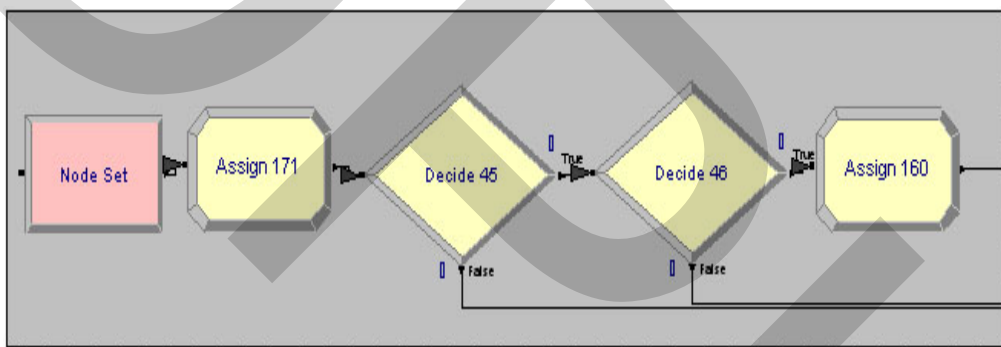 Node Set
Assign 171
Decide 45
True
False
Decide 46
True
False
Assign 160